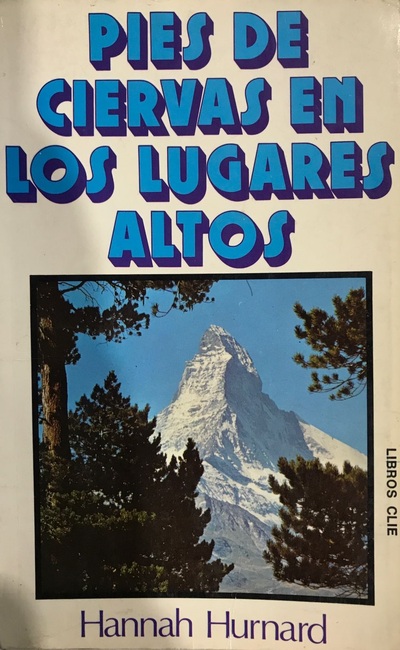 PIES DE
CIERVAS EN
LOS LUGARES
ALTOS
LIBROS CLIE
Hannah Hurnard